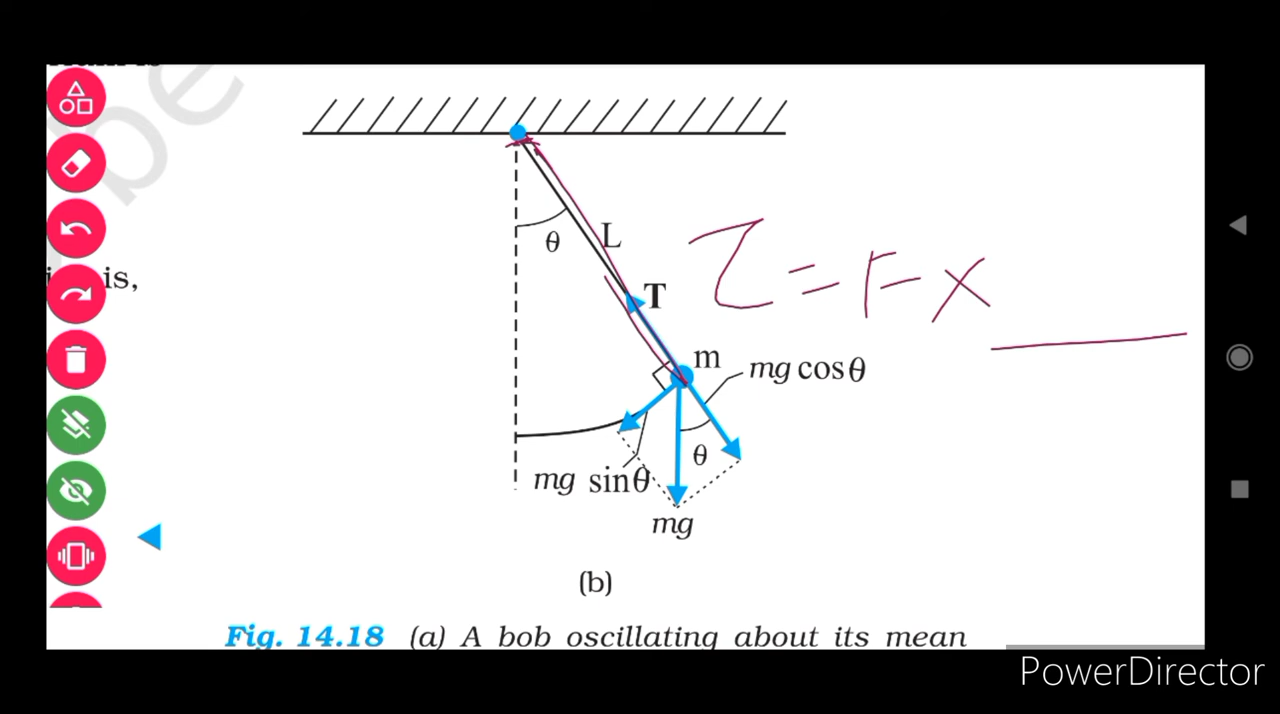 is,
θ
L
T
τ = F ×
m
mg cosθ
θ
mg sinθ
mg
(b)
Fig. 14.18 (a) A bob oscillating about its mean
PowerDirector